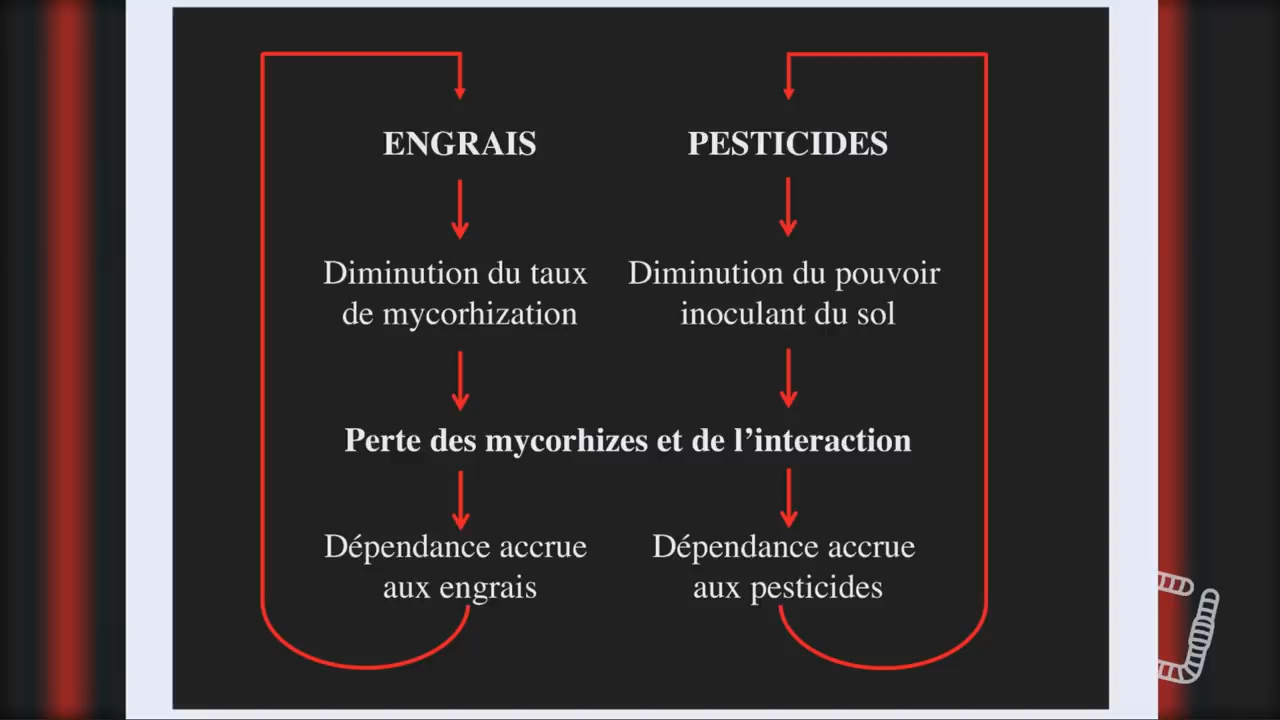 ENGRAIS
PESTICIDES
Diminution du taux
de mycorhization
Diminution du pouvoir
inoculant du sol
Perte des mycorhizes et de l’interaction
Dépendance accrue
aux engrais
Dépendance accrue
aux pesticides